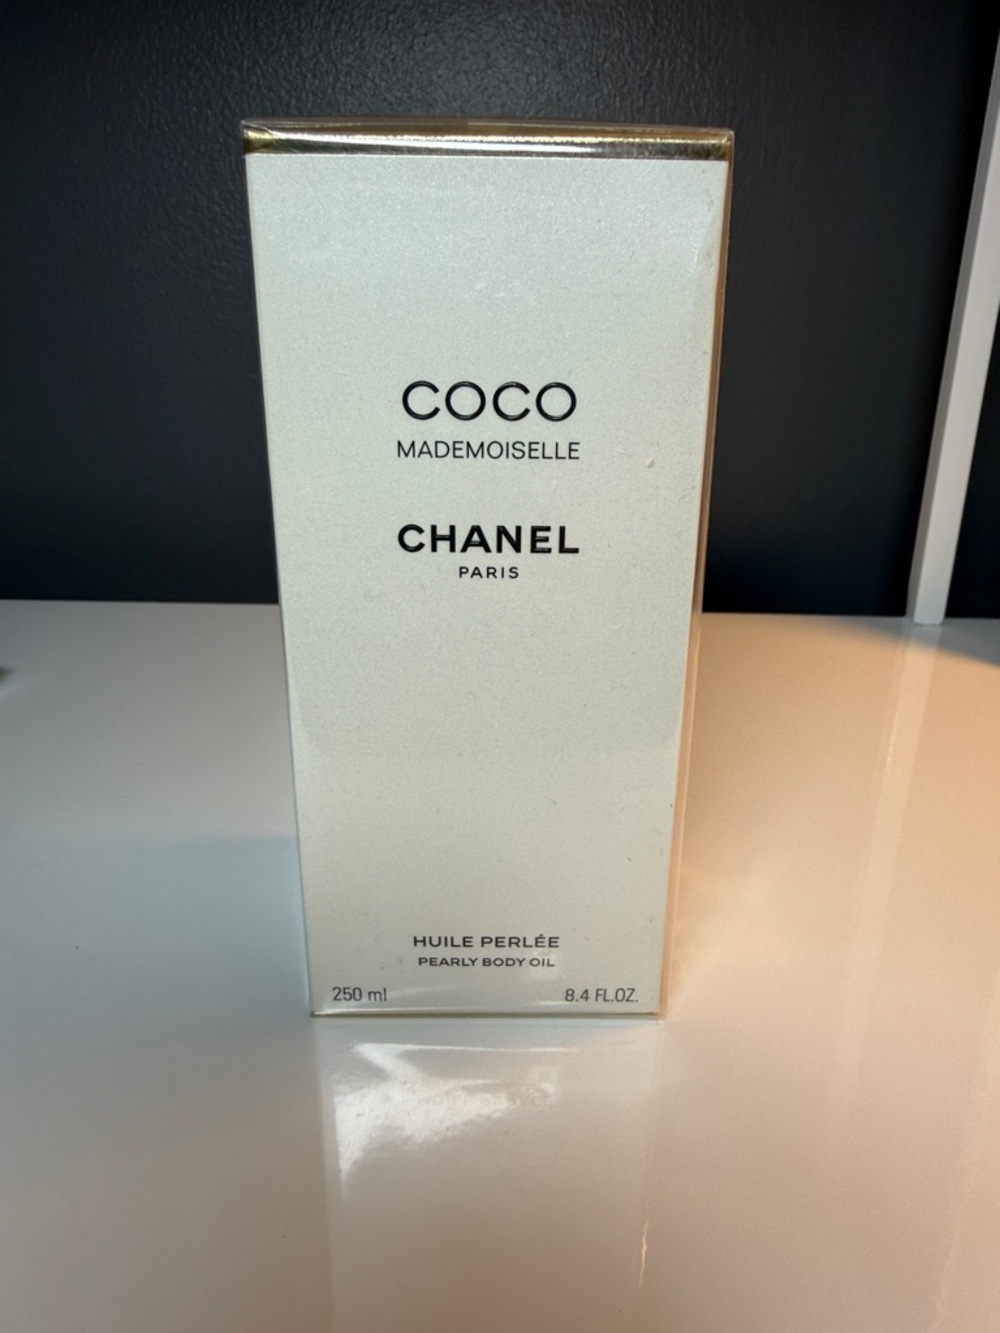 COCO
MADEMOISELLE
CHANEL
PARIS
HUILE PERLÉE
PEARLY BODY OIL
250 ml 8.4 FL.OZ.